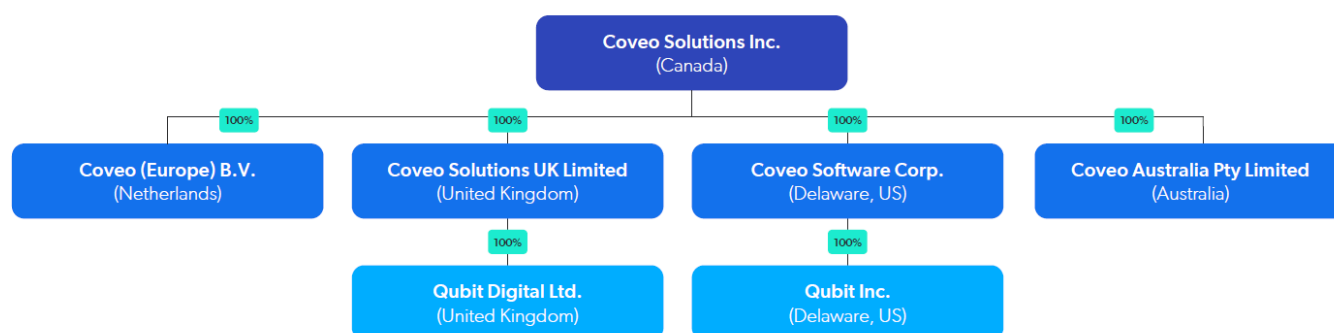 Coveo Solutions Inc.
(Canada)
100%
100%
100%
100%
Coveo (Europe) B.V.
(Netherlands)
Coveo Solutions UK Limited
(United Kingdom)
Coveo Software Corp.
(Delaware, US)
Coveo Australia Pty Limited
(Australia)
100%
100%
Qubit Digital Ltd.
(United Kingdom)
Qubit Inc.
(Delaware, US)